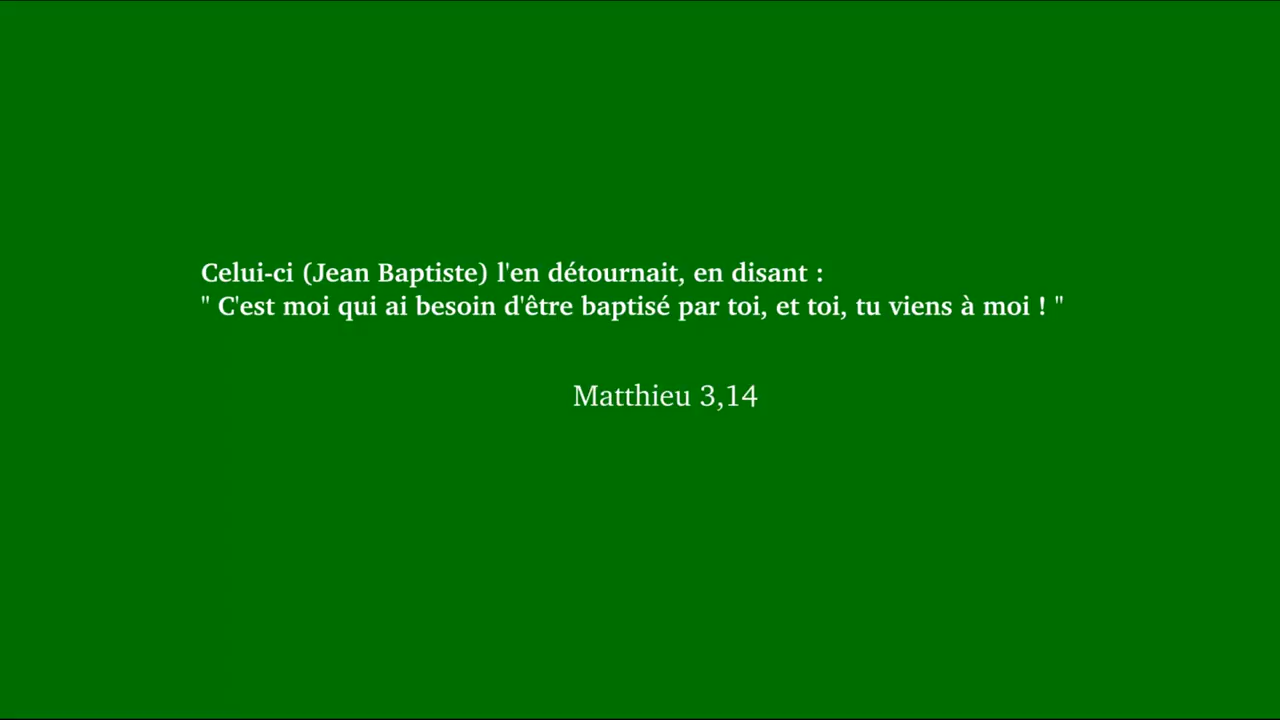 Celui-ci (Jean Baptiste) l'en détournait, en disant :
" C'est moi qui ai besoin d'être baptisé par toi, et toi, tu viens à moi ! "
Matthieu 3,14